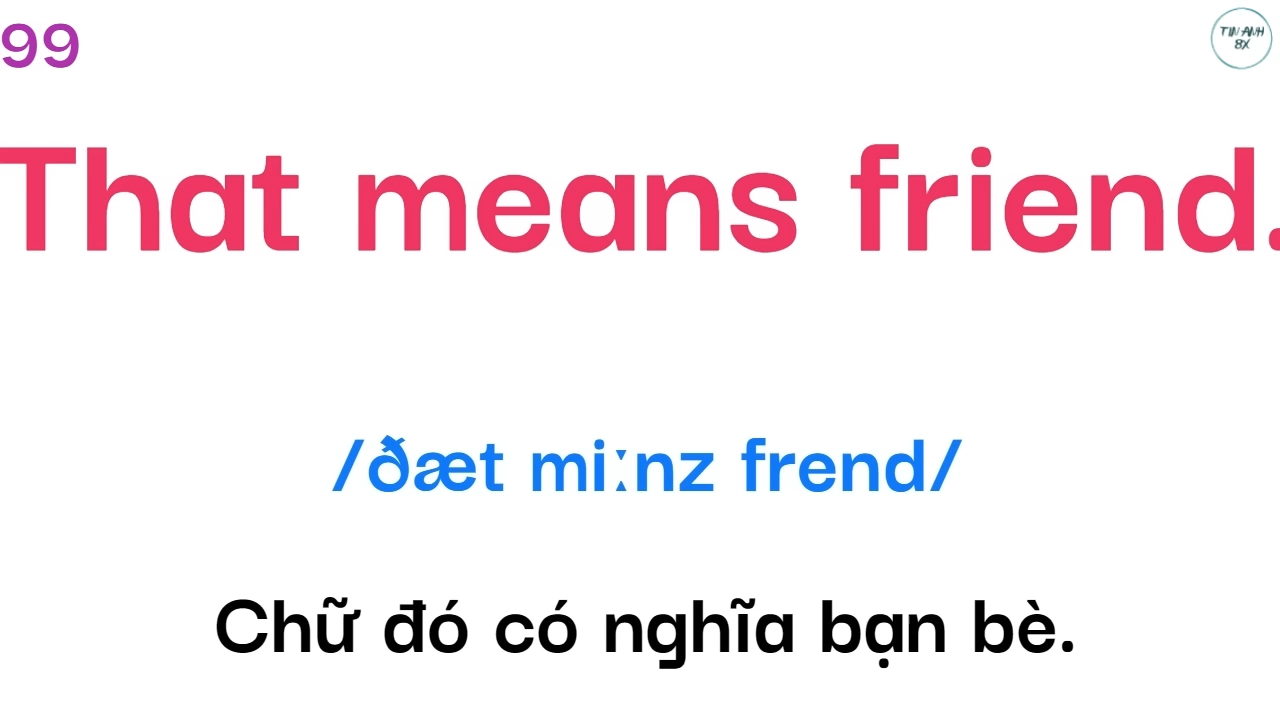 99
TIN ANH
8X
That means friend.
/ðæt miːnz frend/
Chữ đó có nghĩa bạn bè.